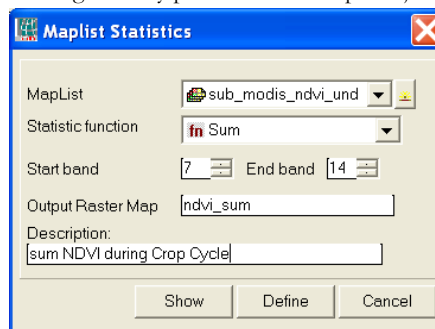 Maplist Statistics
MapList sub_modis_ndvi_und
Statistic function fn Sum
Start band 7 End band 14
Output Raster Map ndvi_sum
Description:
sum NDVI during Crop Cycle
Show Define Cancel